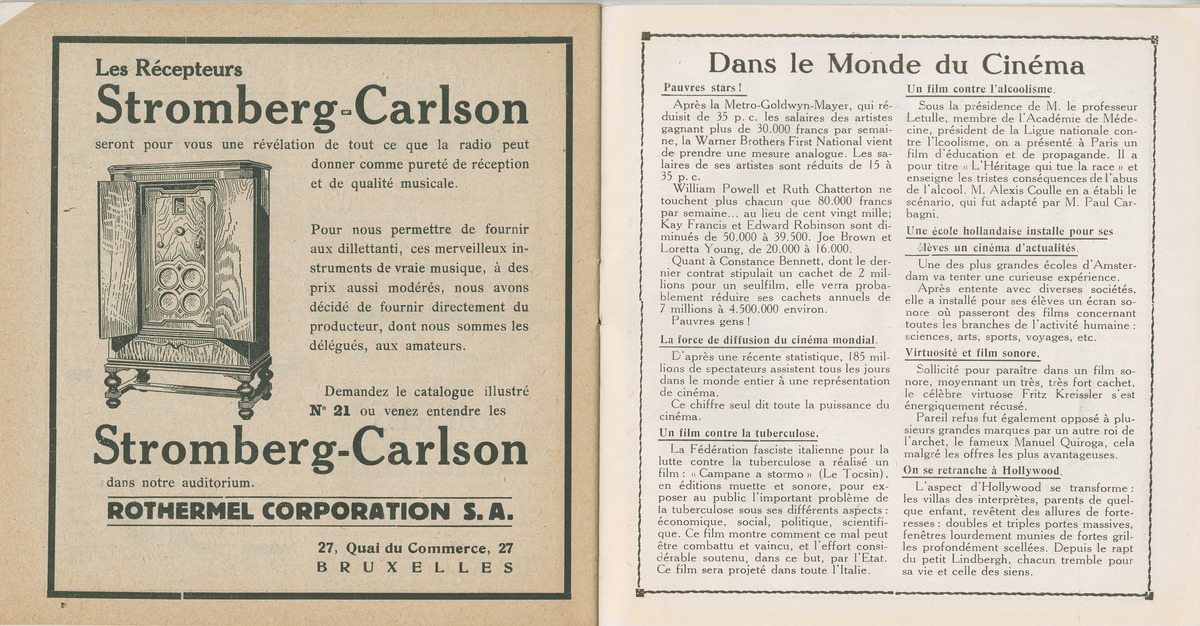 Les Récepteurs
Stromberg-Carlson
seront pour vous une révélation de tout ce que la radio peut
donner comme pureté de réception
et de qualité musicale.
Pour nous permettre de fournir
aux dillettanti, ces merveilleux in-
struments de vraie musique, à des
prix aussi modérés, nous avons
décidé de fournir directement du
producteur, dont nous sommes les
délégués, aux amateurs.
Demandez le catalogue illustré
N° 21 ou venez entendre les
Stromberg-Carlson
dans notre auditorium.
ROTHERMEL CORPORATION S. A.
27, Quai du Commerce, 27
BRUXELLES
Dans le Monde du Cinéma
Pauvres stars !
Après la Metro-Goldwyn-Mayer, qui ré-
duisit de 35 p. c. les salaires des artistes
gagnant plus de 30.000 francs par semai-
ne, la Warner Brothers First National vient
de prendre une mesure analogue. Les sa-
laires de ses artistes sont réduits de 15 à
35 p. c.
William Powell et Ruth Chatterton ne
touchent plus chacun que 80.000 francs
par semaine... au lieu de cent vingt mille;
Kay Francis et Edward Robinson sont di-
minués de 50.000 à 39.500. Joe Brown et
Loretta Young, de 20.000 à 16.000.
Quant à Constance Bennett, dont le der-
nier contrat stipulait un cachet de 2 mil-
lions pour un seulfilm, elle verra proba-
blement réduire ses cachets annuels de
7 millions à 4.500.000 environ.
Pauvres gens !
La force de diffusion du cinéma mondial.
D'après une récente statistique, 185 mil-
lions de spectateurs assistent tous les jours
dans le monde entier à une représentation
de cinéma.
Ce chiffre seul dit toute la puissance du
cinéma.
Un film contre la tuberculose.
La Fédération fasciste italienne pour la
lutte contre la tuberculose a réalisé un
film : « Campane a stormo » (Le Tocsin),
en éditions muette et sonore, pour ex-
poser au public l'important problème de
la tuberculose sous ses différents aspects :
économique, social, politique, scientifi-
que. Ce film montre comment ce mal peut
être combattu et vaincu, et l'effort consi-
dérable soutenu, dans ce but, par l'Etat.
Ce film sera projeté dans toute l'Italie.
Un film contre l'alcoolisme.
Sous la présidence de M. le professeur
Letulle, membre de l'Académie de Méde-
cine, président de la Ligue nationale con-
tre l'lcoolisme, on a présenté à Paris un
film d'éducation et de propagande. Il a
pour titre « L'Héritage qui tue la race » et
enseigne les tristes conséquences de l'abus
de l'alcool. M. Alexis Coulle en a établi le
scénario, qui fut adapté par M. Paul Car-
bagni.
Une école hollandaise installe pour ses
élèves un cinéma d'actualités.
Une des plus grandes écoles d'Amster-
dam va tenter une curieuse expérience.
Après entente avec diverses sociétés,
elle a installé pour ses élèves un écran so-
nore où passeront des films concernant
toutes les branches de l'activité humaine :
sciences, arts, sports, voyages, etc.
Virtuosité et film sonore.
Sollicité pour paraître dans un film so-
nore, moyennant un très, très fort cachet,
le célèbre virtuose Fritz Kreissler s'est
énergiquement récusé.
Pareil refus fut également opposé à plu-
sieurs grandes marques par un autre roi de
l'archet, le fameux Manuel Quiroga, cela
malgré les offres les plus avantageuses.
On se retranche à Hollywood.
L'aspect d'Hollywood se transforme :
les villas des interprètes, parents de quel-
que enfant, revêtent des allures de forte-
resses : doubles et triples portes massives,
fenêtres lourdement munies de fortes gril-
les profondément scellées. Depuis le rapt
du petit Lindbergh, chacun tremble pour
sa vie et celle des siens.